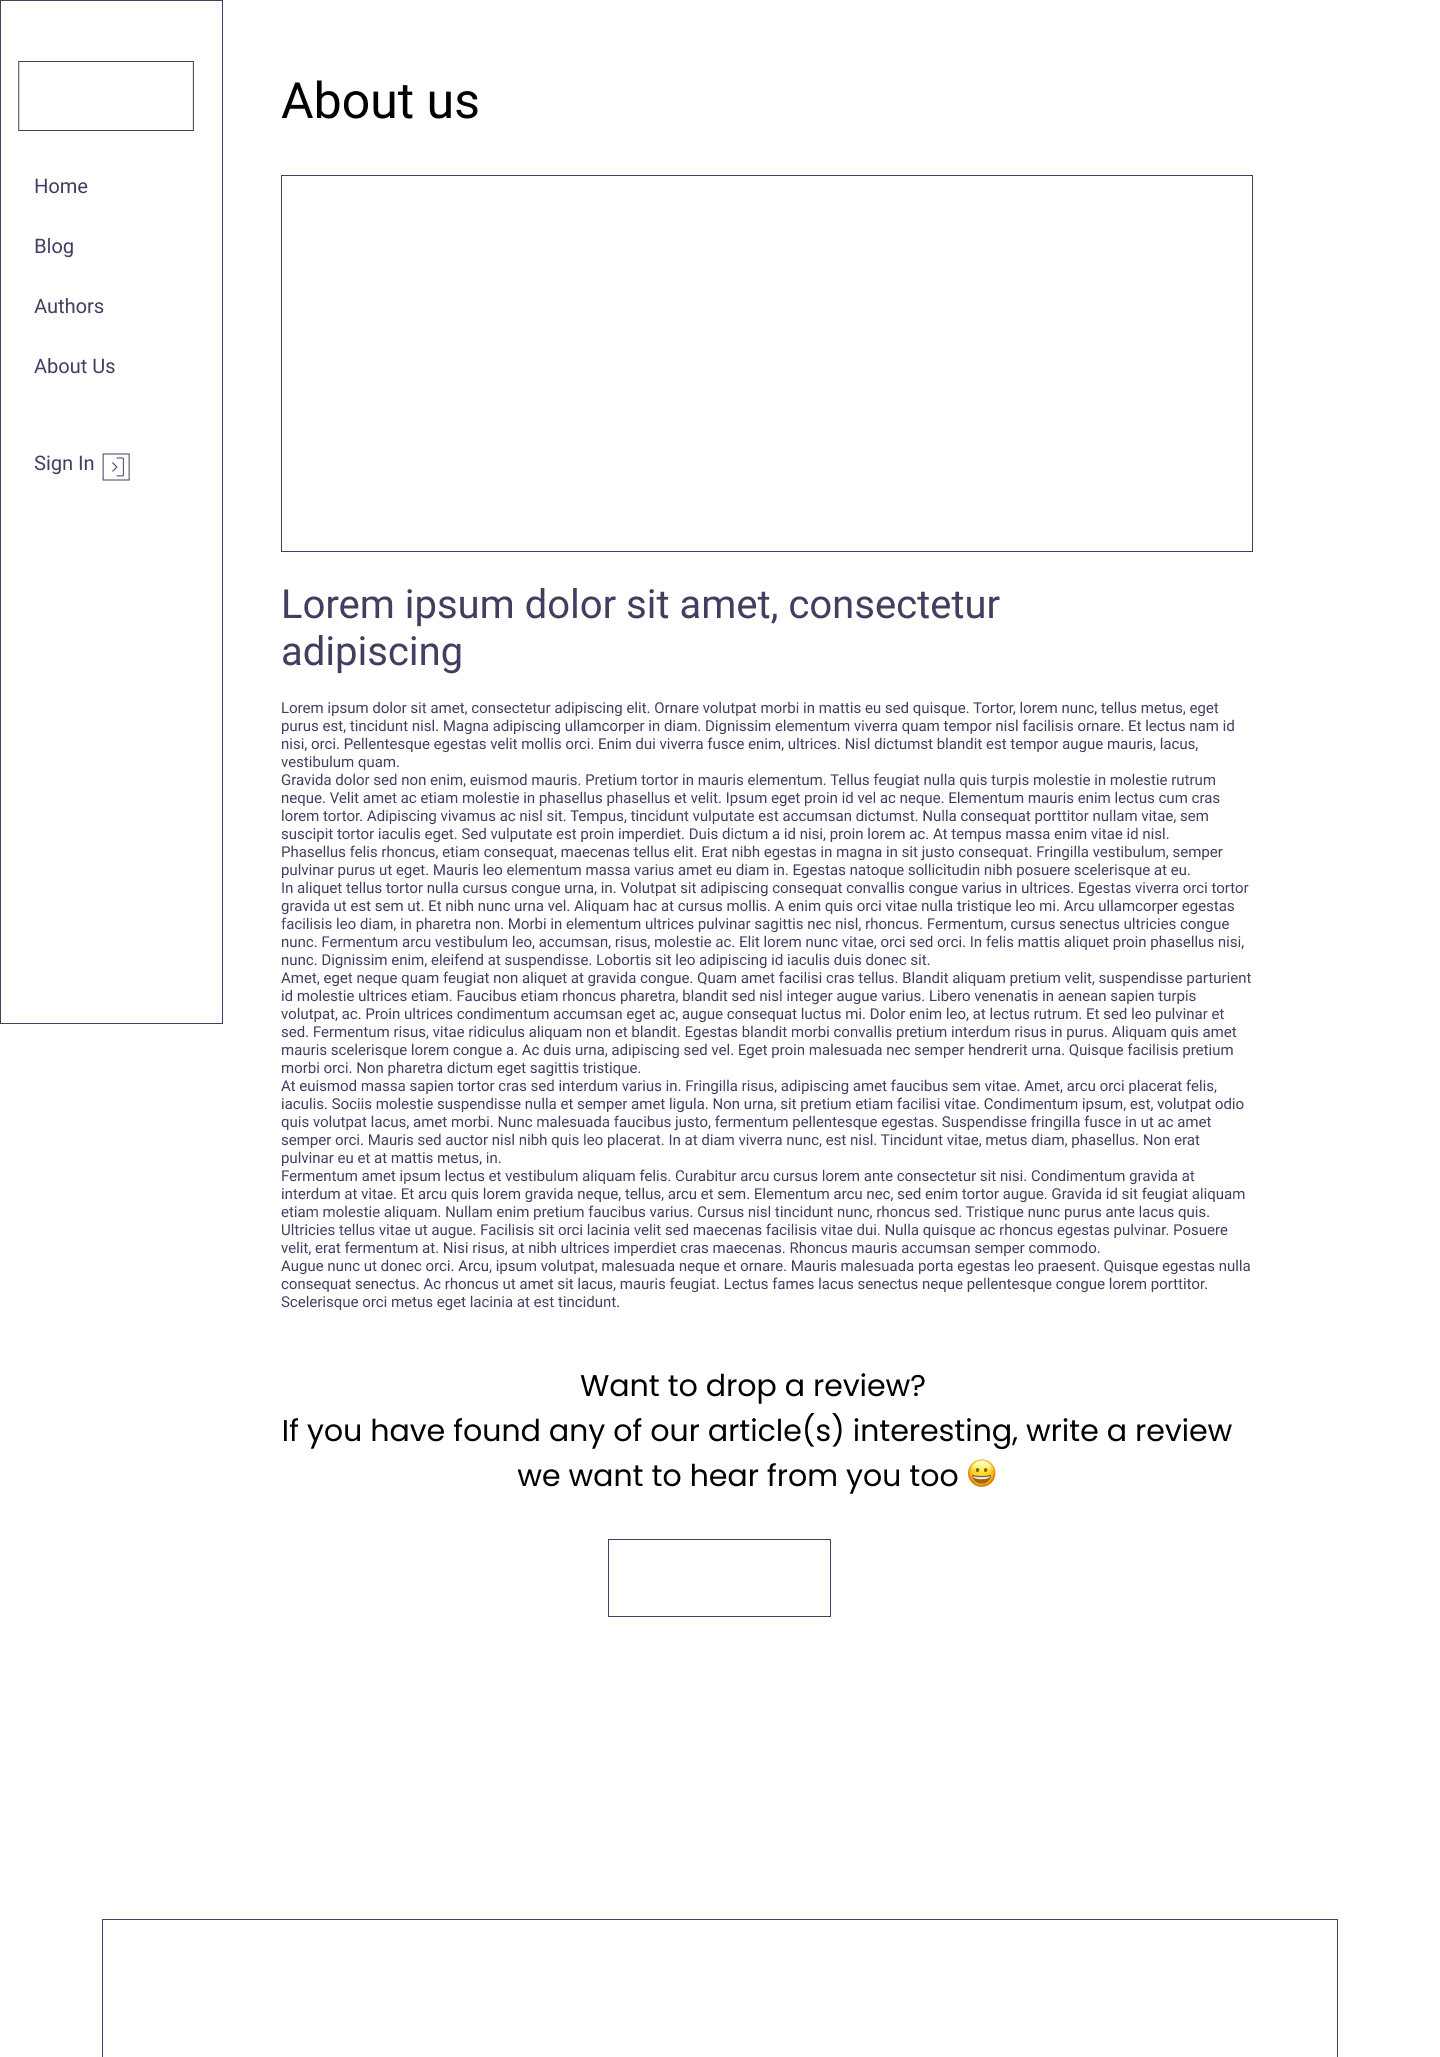 Home
Blog
Authors
About Us
Sign In
About us
Lorem ipsum dolor sit amet, consectetur
adipiscing
Lorem ipsum dolor sit amet, consectetur adipiscing elit. Ornare volutpat morbi in mattis eu sed quisque. Tortor, lorem nunc, tellus metus, eget
purus est, tincidunt nisl. Magna adipiscing ullamcorper in diam. Dignissim elementum viverra quam tempor nisl facilisis ornare. Et lectus nam id
nisi, orci. Pellentesque egestas velit mollis orci. Enim dui viverra fusce enim, ultrices. Nisl dictumst blandit est tempor augue mauris, lacus,
vestibulum quam.
Gravida dolor sed non enim, euismod mauris. Pretium tortor in mauris elementum. Tellus feugiat nulla quis turpis molestie in molestie rutrum
neque. Velit amet ac etiam molestie in phasellus phasellus et velit. Ipsum eget proin id vel ac neque. Elementum mauris enim lectus cum cras
lorem tortor. Adipiscing vivamus ac nisl sit. Tempus, tincidunt vulputate est accumsan dictumst. Nulla consequat porttitor nullam vitae, sem
suscipit tortor iaculis eget. Sed vulputate est proin imperdiet. Duis dictum a id nisi, proin lorem ac. At tempus massa enim vitae id nisl.
Phasellus felis rhoncus, etiam consequat, maecenas tellus elit. Erat nibh egestas in magna in sit justo consequat. Fringilla vestibulum, semper
pulvinar purus ut eget. Mauris leo elementum massa varius amet eu diam in. Egestas natoque sollicitudin nibh posuere scelerisque at eu.
In aliquet tellus tortor nulla cursus congue urna, in. Volutpat sit adipiscing consequat convallis congue varius in ultrices. Egestas viverra orci tortor
gravida ut est sem ut. Et nibh nunc urna vel. Aliquam hac at cursus mollis. A enim quis orci vitae nulla tristique leo mi. Arcu ullamcorper egestas
facilisis leo diam, in pharetra non. Morbi in elementum ultrices pulvinar sagittis nec nisl, rhoncus. Fermentum, cursus senectus ultricies congue
nunc. Fermentum arcu vestibulum leo, accumsan, risus, molestie ac. Elit lorem nunc vitae, orci sed orci. In felis mattis aliquet proin phasellus nisi,
nunc. Dignissim enim, eleifend at suspendisse. Lobortis sit leo adipiscing id iaculis duis donec sit.
Amet, eget neque quam feugiat non aliquet at gravida congue. Quam amet facilisi cras tellus. Blandit aliquam pretium velit, suspendisse parturient
id molestie ultrices etiam. Faucibus etiam rhoncus pharetra, blandit sed nisl integer augue varius. Libero venenatis in aenean sapien turpis
volutpat, ac. Proin ultrices condimentum accumsan eget ac, augue consequat luctus mi. Dolor enim leo, at lectus rutrum. Et sed leo pulvinar et
sed. Fermentum risus, vitae ridiculus aliquam non et blandit. Egestas blandit morbi convallis pretium interdum risus in purus. Aliquam quis amet
mauris scelerisque lorem congue a. Ac duis urna, adipiscing sed vel. Eget proin malesuada nec semper hendrerit urna. Quisque facilisis pretium
morbi orci. Non pharetra dictum eget sagittis tristique.
At euismod massa sapien tortor cras sed interdum varius in. Fringilla risus, adipiscing amet faucibus sem vitae. Amet, arcu orci placerat felis,
iaculis. Sociis molestie suspendisse nulla et semper amet ligula. Non urna, sit pretium etiam facilisi vitae. Condimentum ipsum, est, volutpat odio
quis volutpat lacus, amet morbi. Nunc malesuada faucibus justo, fermentum pellentesque egestas. Suspendisse fringilla fusce in ut ac amet
semper orci. Mauris sed auctor nisl nibh quis leo placerat. In at diam viverra nunc, est nisl. Tincidunt vitae, metus diam, phasellus. Non erat
pulvinar eu et at mattis metus, in.
Fermentum amet ipsum lectus et vestibulum aliquam felis. Curabitur arcu cursus lorem ante consectetur sit nisi. Condimentum gravida at
interdum at vitae. Et arcu quis lorem gravida neque, tellus, arcu et sem. Elementum arcu nec, sed enim tortor augue. Gravida id sit feugiat aliquam
etiam molestie aliquam. Nullam enim pretium faucibus varius. Cursus nisl tincidunt nunc, rhoncus sed. Tristique nunc purus ante lacus quis.
Ultricies tellus vitae ut augue. Facilisis sit orci lacinia velit sed maecenas facilisis vitae dui. Nulla quisque ac rhoncus egestas pulvinar. Posuere
velit, erat fermentum at. Nisi risus, at nibh ultrices imperdiet cras maecenas. Rhoncus mauris accumsan semper commodo.
Augue nunc ut donec orci. Arcu, ipsum volutpat, malesuada neque et ornare. Mauris malesuada porta egestas leo praesent. Quisque egestas nulla
consequat senectus. Ac rhoncus ut amet sit lacus, mauris feugiat. Lectus fames lacus senectus neque pellentesque congue lorem porttitor.
Scelerisque orci metus eget lacinia at est tincidunt.
Want to drop a review?
If you have found any of our article(s) interesting, write a review
we want to hear from you too 😀